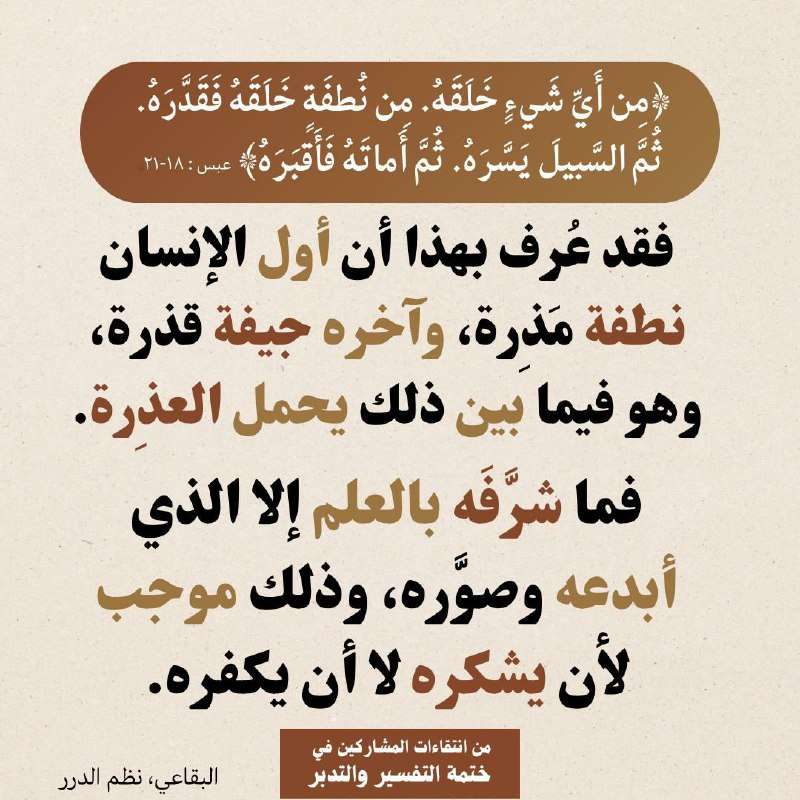 ﴿مِن أَيِّ شَيءٍ خَلَقَهُ. مِن نُطفَةٍ خَلَقَهُ فَقَدَّرَهُ.
ثُمَّ السَّبيلَ يَسَّرَهُ. ثُمَّ أَماتَهُ فَأَقبَرَهُ﴾ عبس: ١٨-٢١
فقد عُرف بهذا أن أول الإنسان
نطفة مَذِرة، وآخره جيفة قذرة،
وهو فيما بين ذلك يحمل العذِرة.
فما شرَّفَه بالعلم إلا الذي
أبدعه وصوَّره، وذلك موجب
لأن يشكره لا أن يكفره.
من انتقاءات المشاركين في
ختمة التفسير والتدبر
البقاعي، نظم الدرر